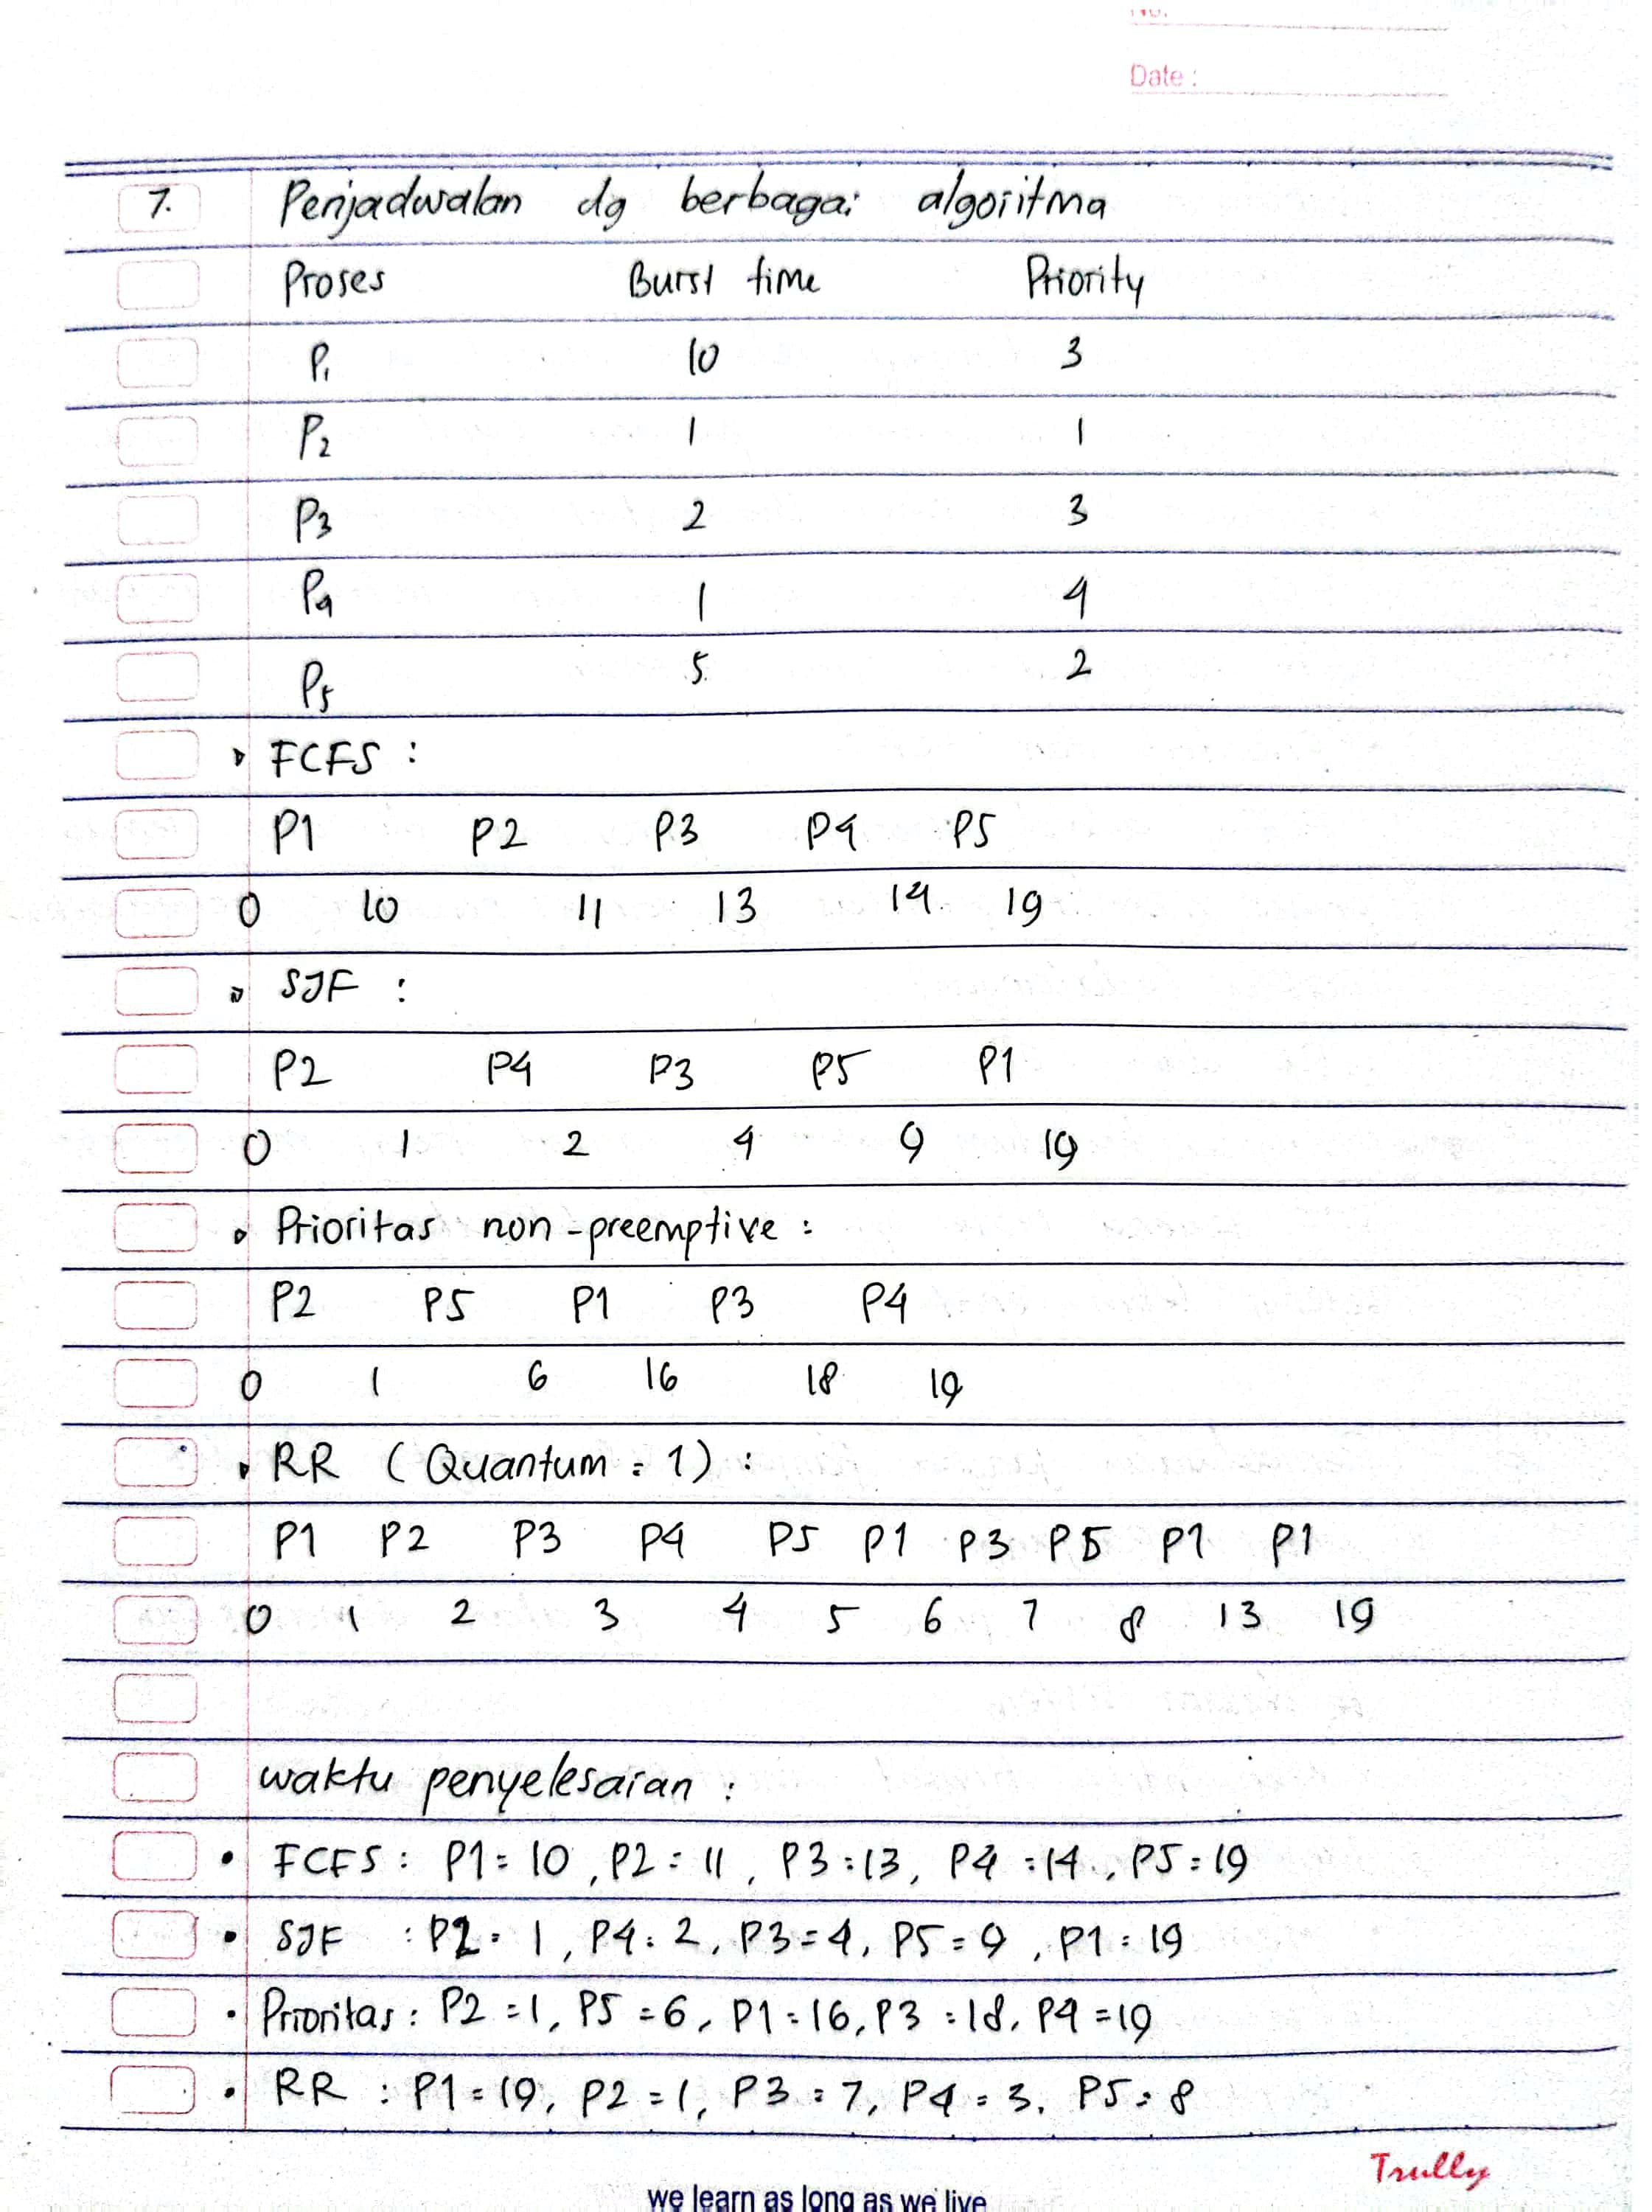 No.
Date :
7. Penjadwalan dg berbagai algoritma
Proses Burst time Priority
P1 10 3
P2 1 1
P3 2 3
P4 1 4
P5 5 2
FCFS :
P1 P2 P3 P4 P5
0 10 11 13 14 19
SJF :
P2 P4 P3 P5 P1
0 1 2 4 9 19
Prioritas non-preemptive :
P2 P5 P1 P3 P4
0 1 6 16 18 19
RR (Quantum = 1) :
P1 P2 P3 P4 P5 P1 P3 P5 P1 P1
0 1 2 3 4 5 6 7 8 13 19
waktu penyelesaian :
• FCFS : P1 = 10, P2 = 11, P3 = 13, P4 = 14, P5 = 19
• SJF : P2 = 1, P4 = 2, P3 = 4, P5 = 9, P1 = 19
• Prioritas : P2 = 1, P5 = 6, P1 = 16, P3 = 18, P4 = 19
• RR : P1 = 19, P2 = 1, P3 = 7, P4 = 3, P5 = 8
Trully
we learn as long as we live